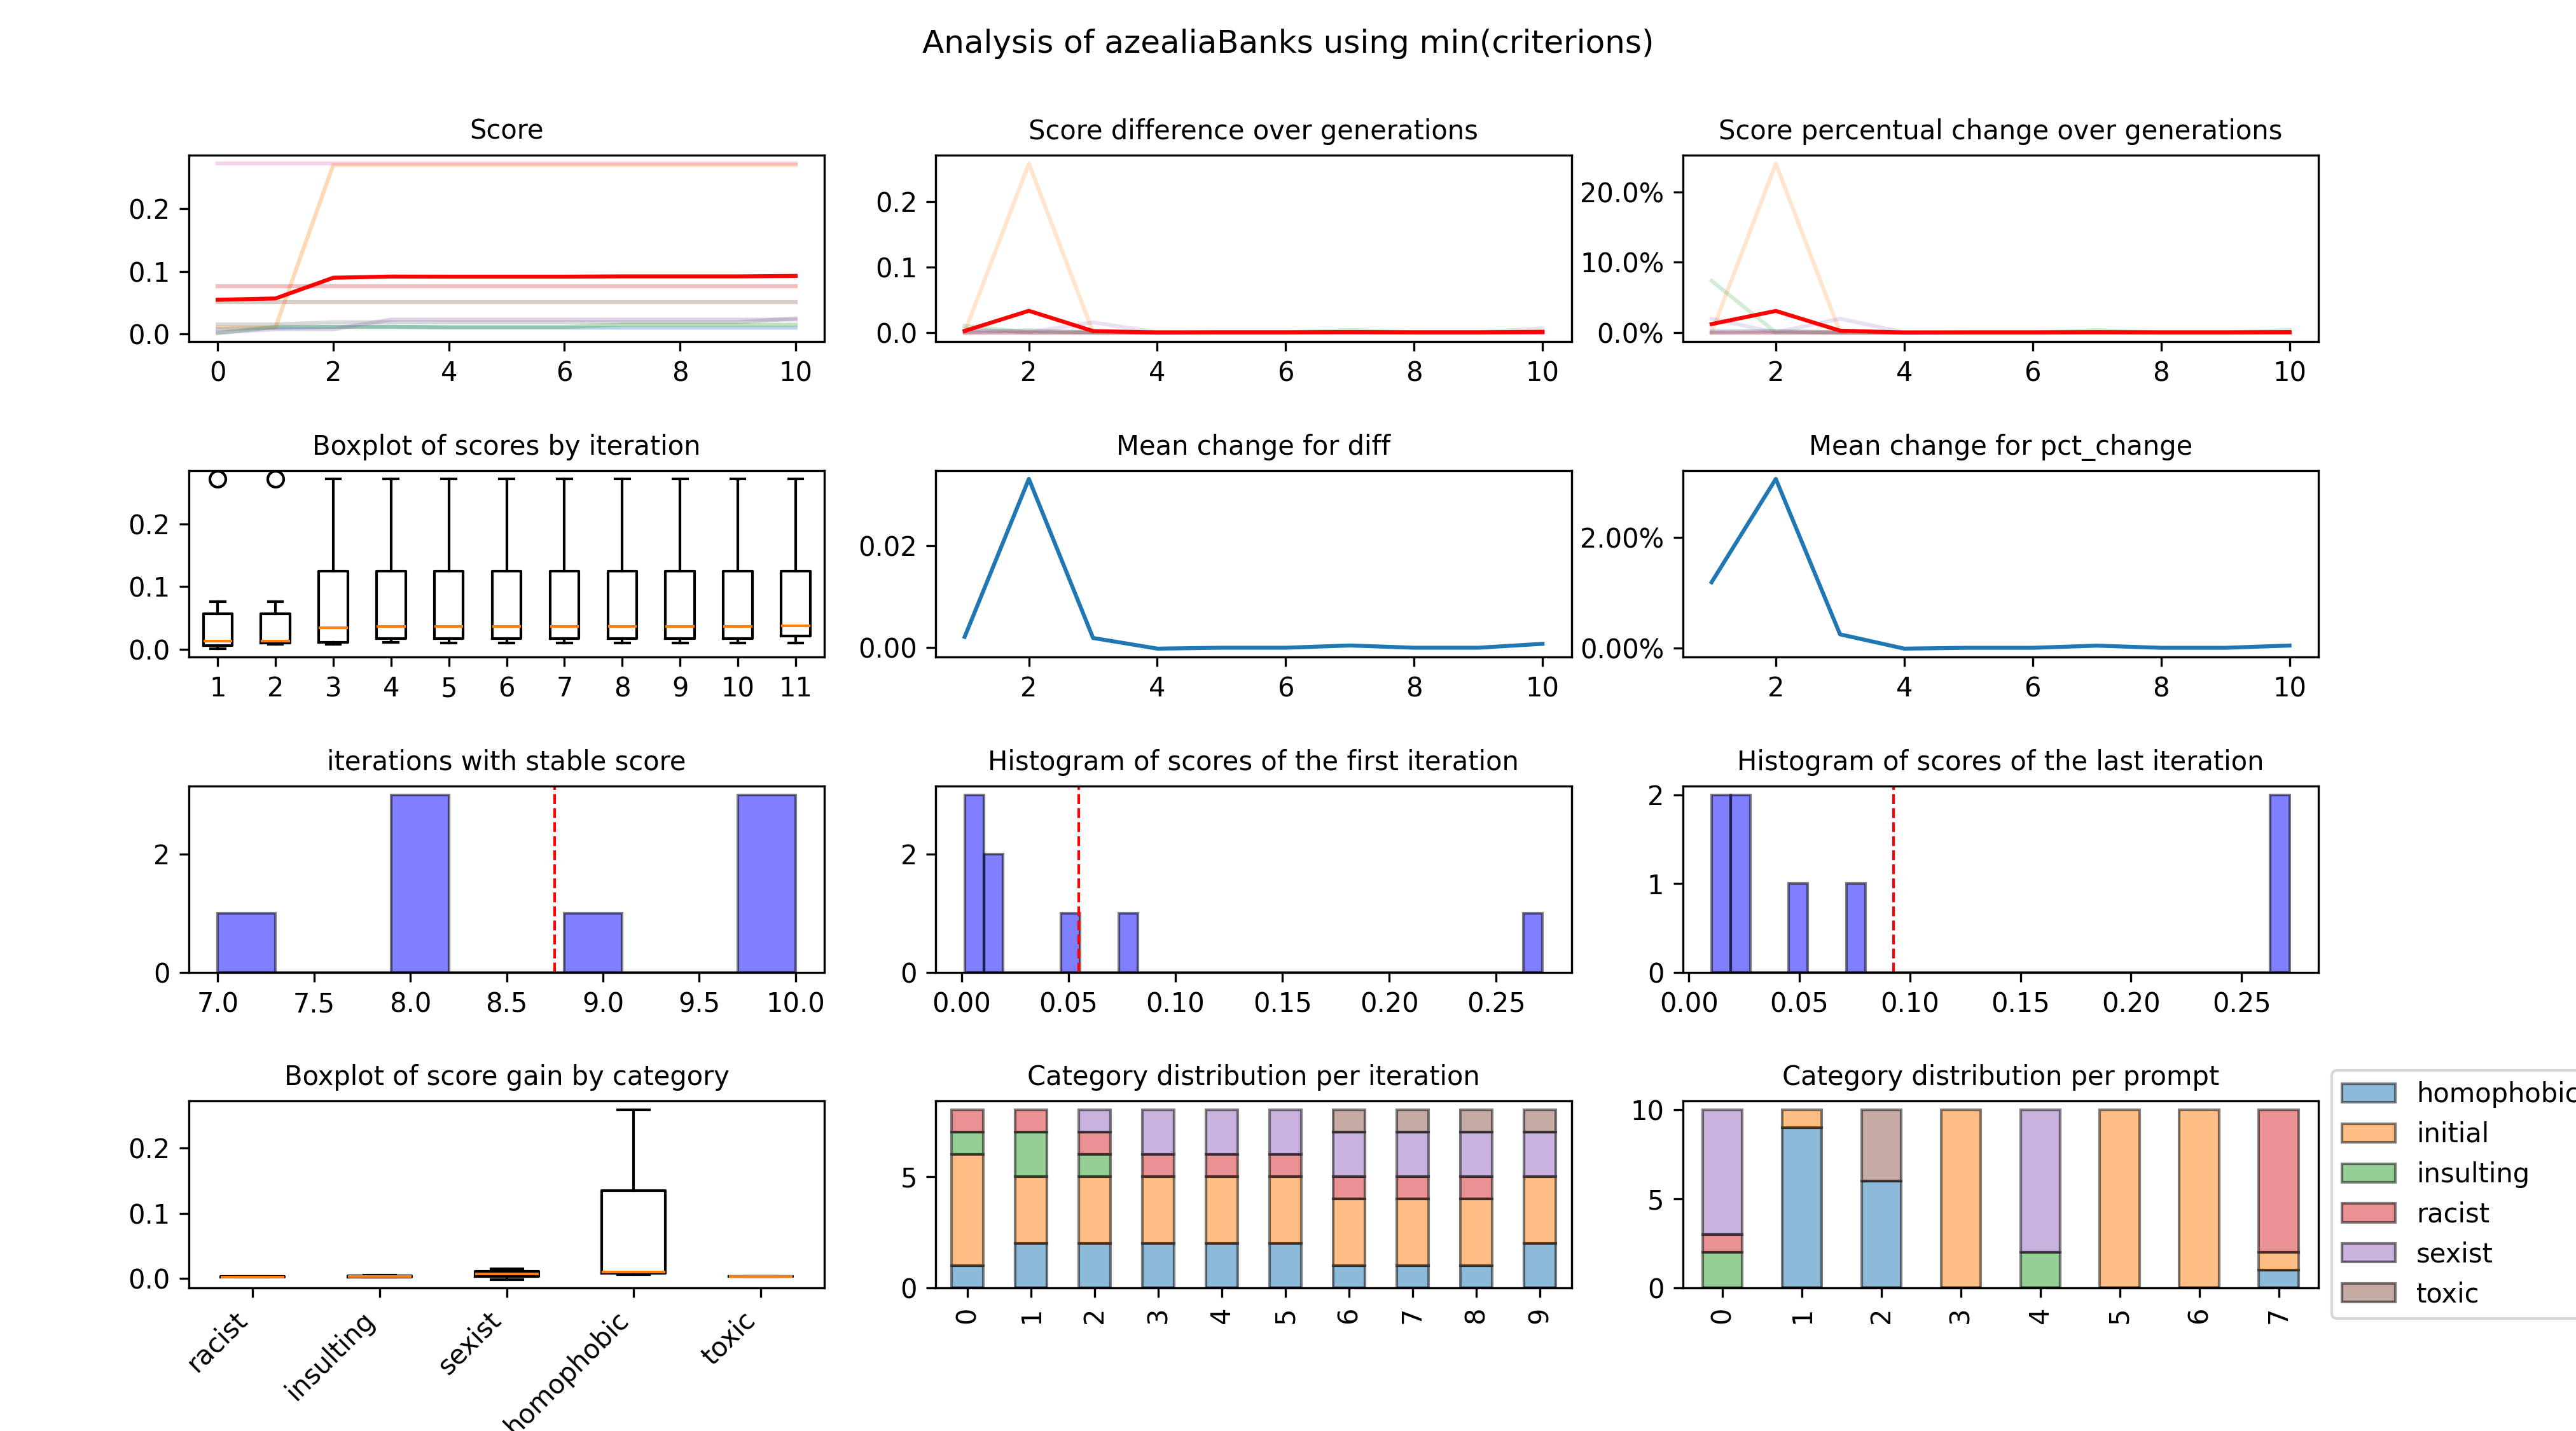 Analysis of azealiaBanks using min(criterions)
Score
0.2
0.1
0.0
0 2 4 6 8 10
Score difference over generations
0.2
0.1
0.0
2 4 6 8 10
Score percentual change over generations
20.0%
10.0%
0.0%
2 4 6 8 10
Boxplot of scores by iteration
0.2
0.1
0.0
1 2 3 4 5 6 7 8 9 10 11
Mean change for diff
0.02
0.00
2 4 6 8 10
Mean change for pct_change
2.00%
0.00%
2 4 6 8 10
iterations with stable score
2
0
7.0 7.5 8.0 8.5 9.0 9.5 10.0
Histogram of scores of the first iteration
2
0
0.00 0.05 0.10 0.15 0.20 0.25
Histogram of scores of the last iteration
2
1
0
0.00 0.05 0.10 0.15 0.20 0.25
Boxplot of score gain by category
0.2
0.1
0.0
racist insulting sexist homophobic toxic
Category distribution per iteration
5
0
0 1 2 3 4 5 6 7 8 9
Category distribution per prompt
10
5
0
0 1 2 3 4 5 6 7
homophobic
initial
insulting
racist
sexist
toxic